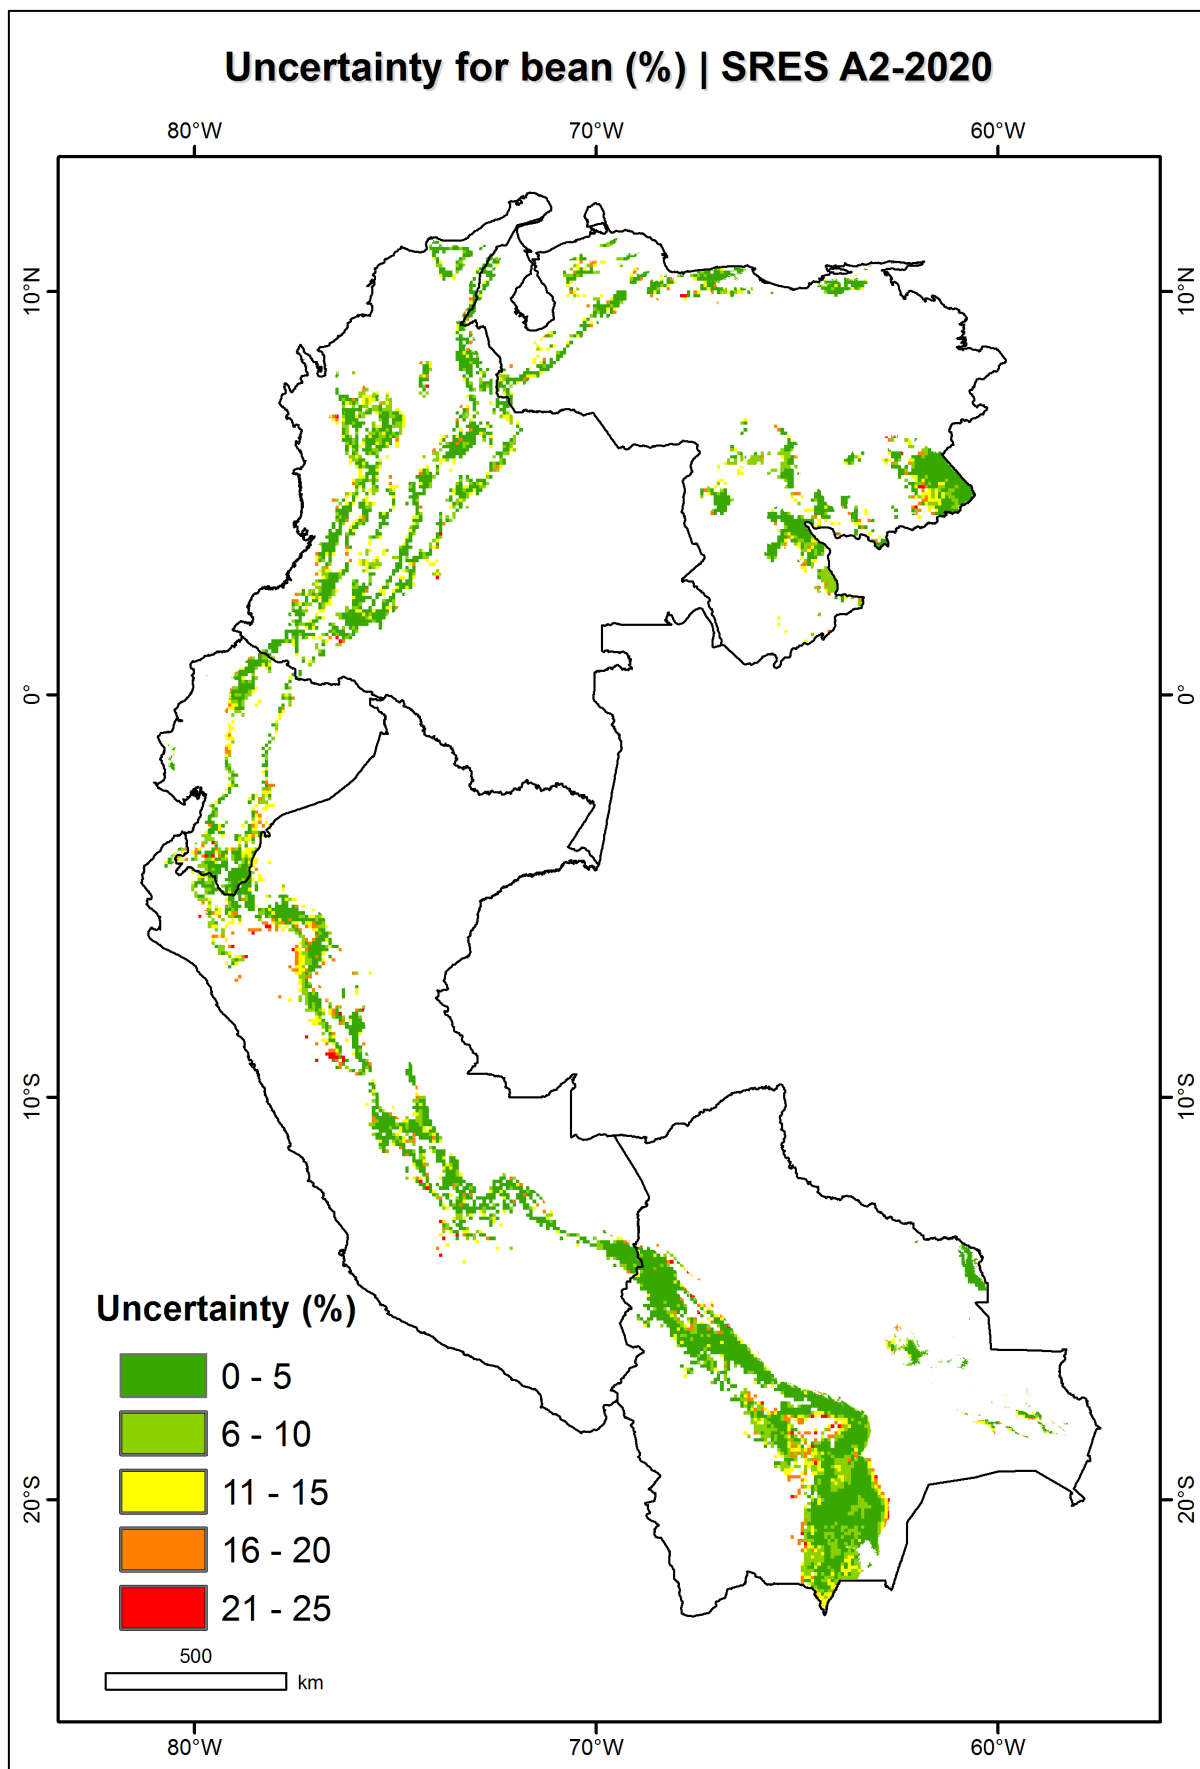 Uncertainty for bean (%) | SRES A2-2020
80°W 70°W 60°W
10°N 10°N
0° 0°
10°S 10°S
20°S 20°S
Uncertainty (%)
0 - 5
6 - 10
11 - 15
16 - 20
21 - 25
500
km
80°W 70°W 60°W